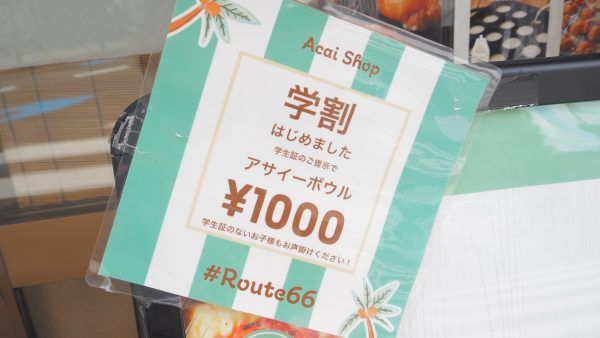 Acai Shop
学割
はじめました
学生証のご提示で
アサイーボウル
¥1000
学生証のないお子様もお声掛けください！
#Route66